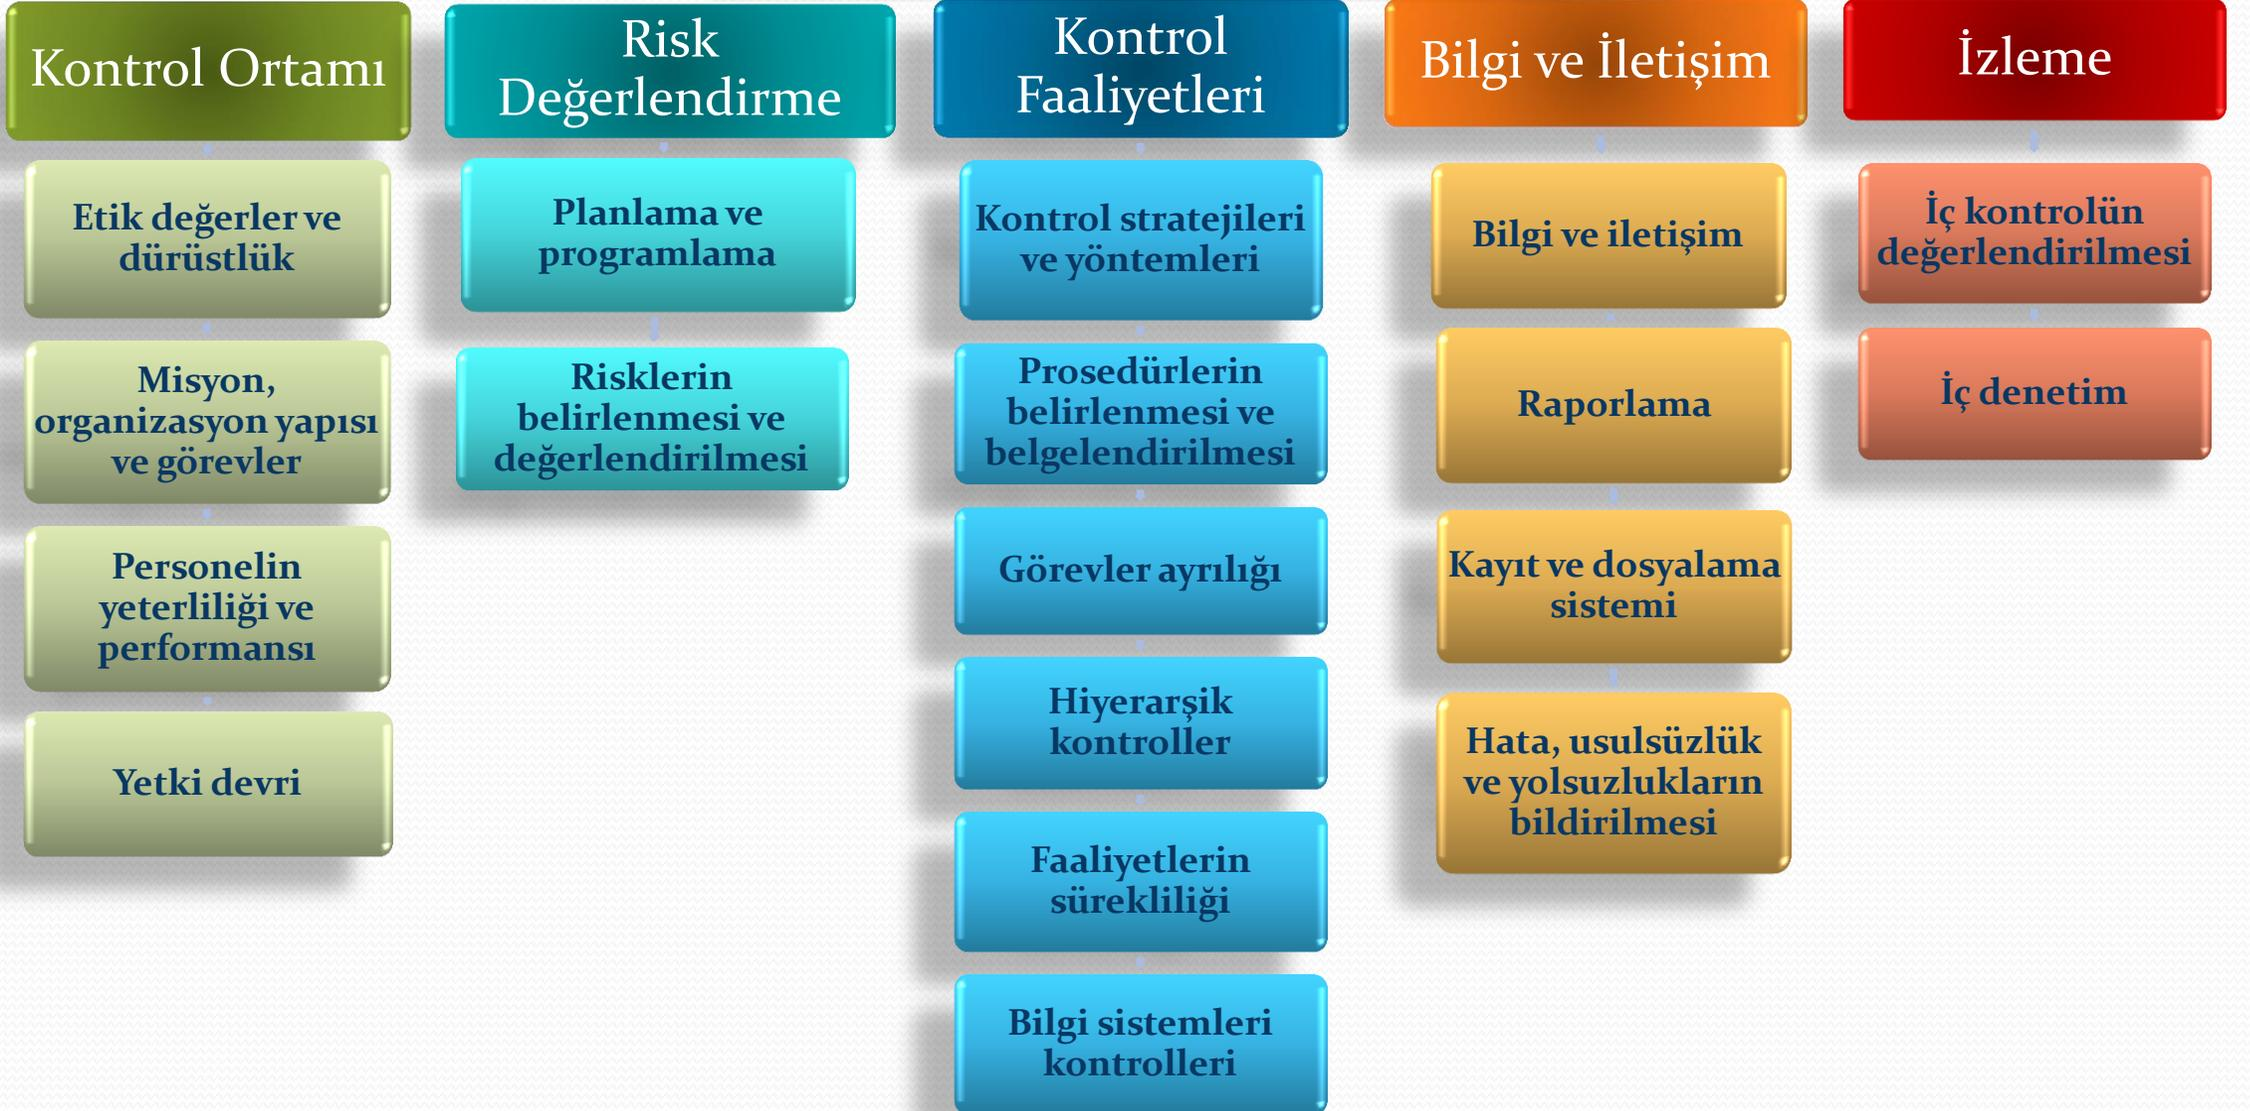 Kontrol Ortamı
Etik değerler ve
dürüstlük
Misyon,
organizasyon yapısı
ve görevler
Personelin
yeterliliği ve
performansı
Yetki devri
Risk
Değerlendirme
Planlama ve
programlama
Risklerin
belirlenmesi ve
değerlendirilmesi
Kontrol
Faaliyetleri
Kontrol stratejileri
ve yöntemleri
Prosedürlerin
belirlenmesi ve
belgelendirilmesi
Görevler ayrılığı
Hiyerarşik
kontroller
Faaliyetlerin
sürekliliği
Bilgi sistemleri
kontrolleri
Bilgi ve İletişim
Bilgi ve iletişim
Raporlama
Kayıt ve dosyalama
sistemi
Hata, usulsüzlük
ve yolsuzlukların
bildirilmesi
İzleme
İç kontrolün
değerlendirilmesi
İç denetim